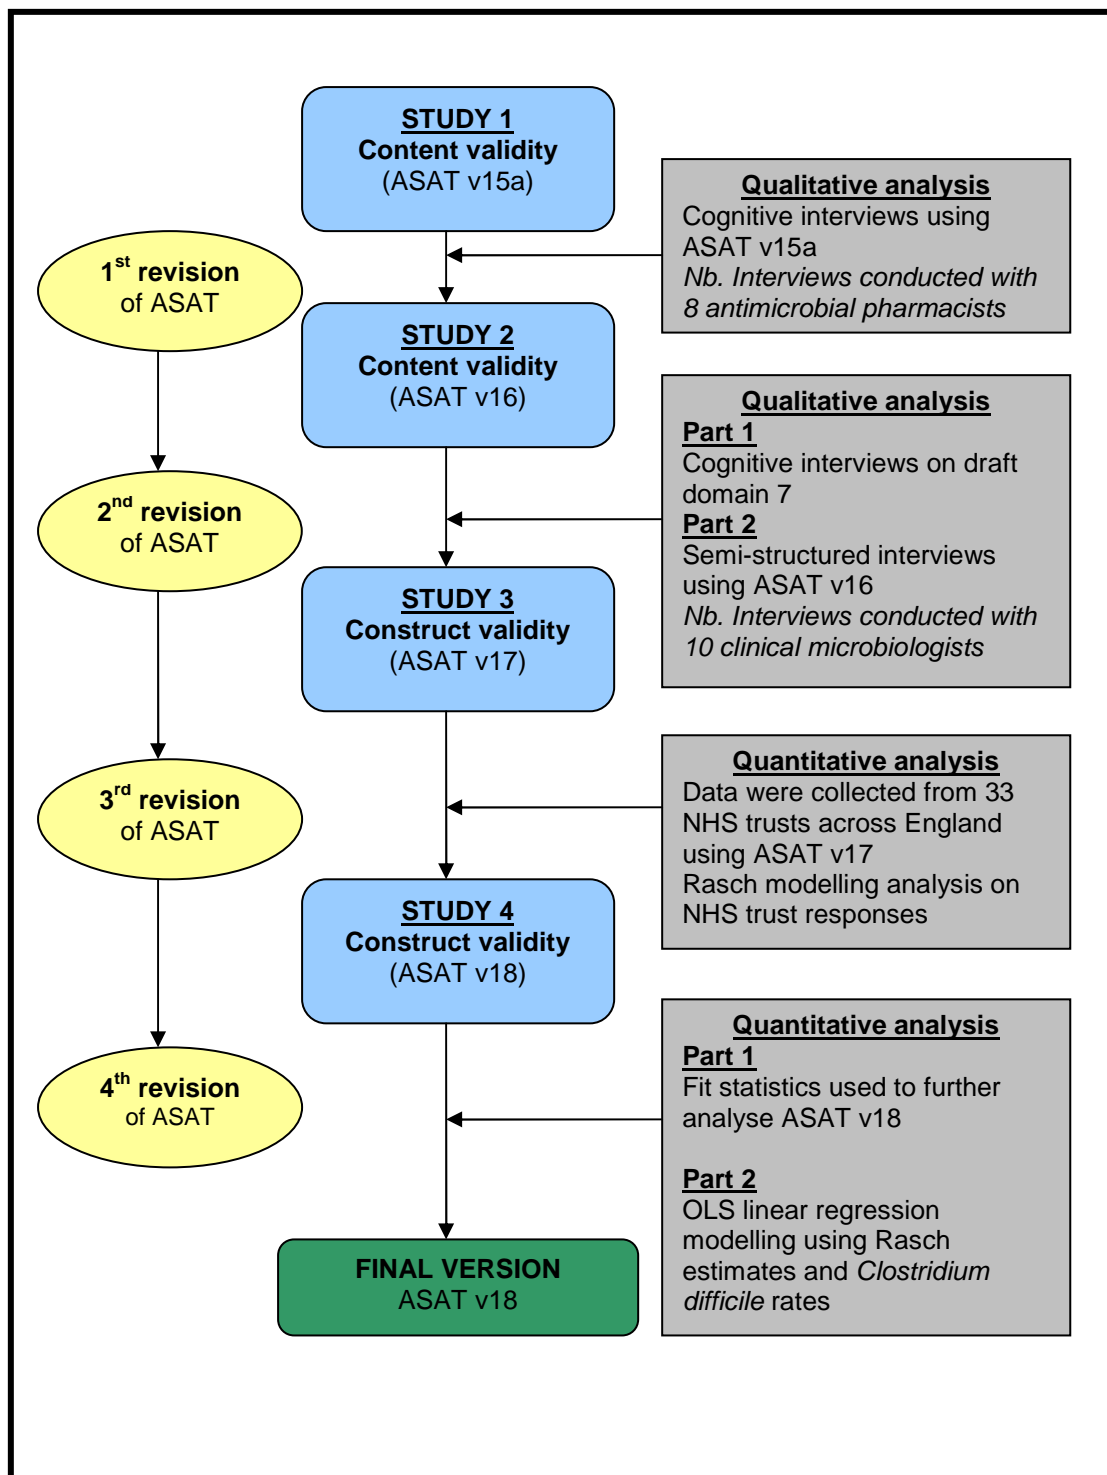 STUDY 1
Content validity
(ASAT v15a)
Qualitative analysis
Cognitive interviews using
ASAT v15a
Nb. Interviews conducted with
8 antimicrobial pharmacists
1st revision
of ASAT
STUDY 2
Content validity
(ASAT v16)
Qualitative analysis
Part 1
Cognitive interviews on draft
domain 7
Part 2
Semi-structured interviews
using ASAT v16
Nb. Interviews conducted with
10 clinical microbiologists
2nd revision
of ASAT
STUDY 3
Construct validity
(ASAT v17)
Quantitative analysis
Data were collected from 33
NHS trusts across England
using ASAT v17
Rasch modelling analysis on
NHS trust responses
3rd revision
of ASAT
STUDY 4
Construct validity
(ASAT v18)
Quantitative analysis
Part 1
Fit statistics used to further
analyse ASAT v18
Part 2
OLS linear regression
modelling using Rasch
estimates and Clostridium
difficile rates
4th revision
of ASAT
FINAL VERSION
ASAT v18